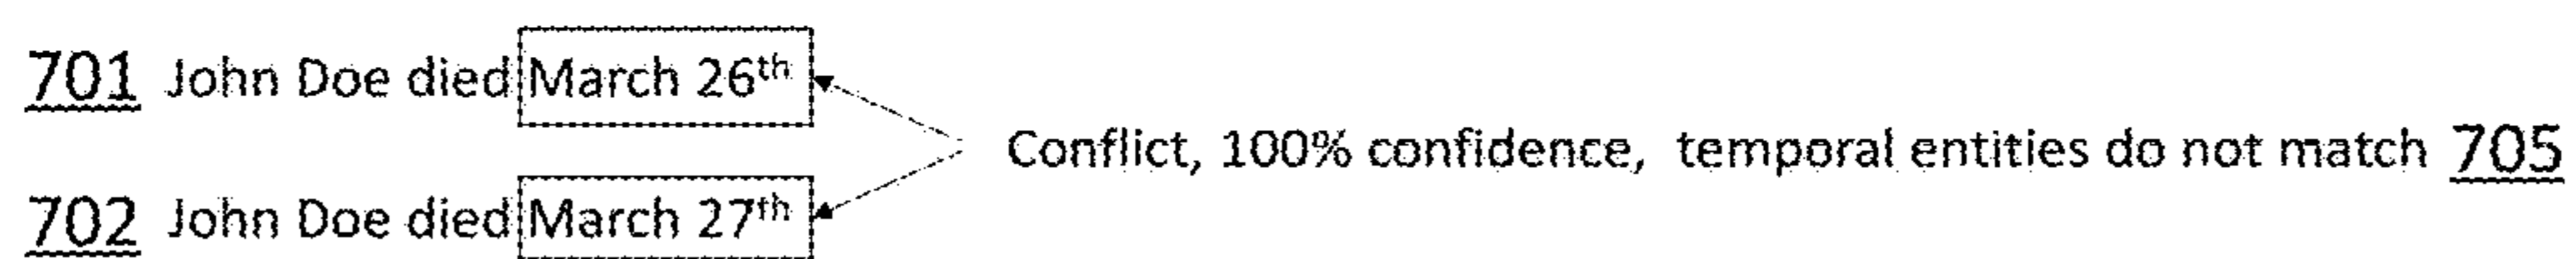 701 John Doe died March 26th
Conflict, 100% confidence, temporal entities do not match 705
702 John Doe died March 27th